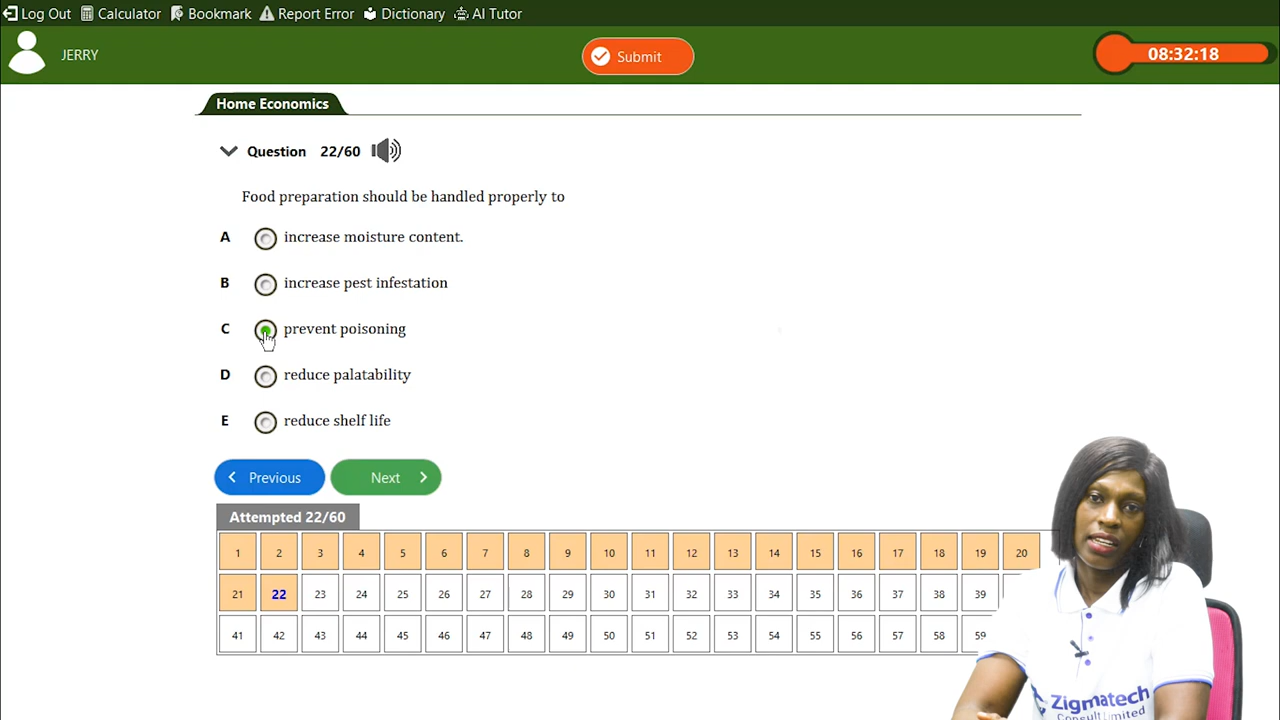 Log Out Calculator Bookmark Report Error Dictionary AI Tutor
JERRY
Submit
08:32:18
Home Economics
Question 22/60
Food preparation should be handled properly to
A increase moisture content.
B increase pest infestation
C prevent poisoning
D reduce palatability
E reduce shelf life
Previous Next
Attempted 22/60
1 2 3 4 5 6 7 8 9 10 11 12 13 14 15 16 17 18 19 20
21 22 23 24 25 26 27 28 29 30 31 32 33 34 35 36 37 38 39
41 42 43 44 45 46 47 48 49 50 51 52 53 54 55 56 57 58 59
Zigmatech
Consult Limited